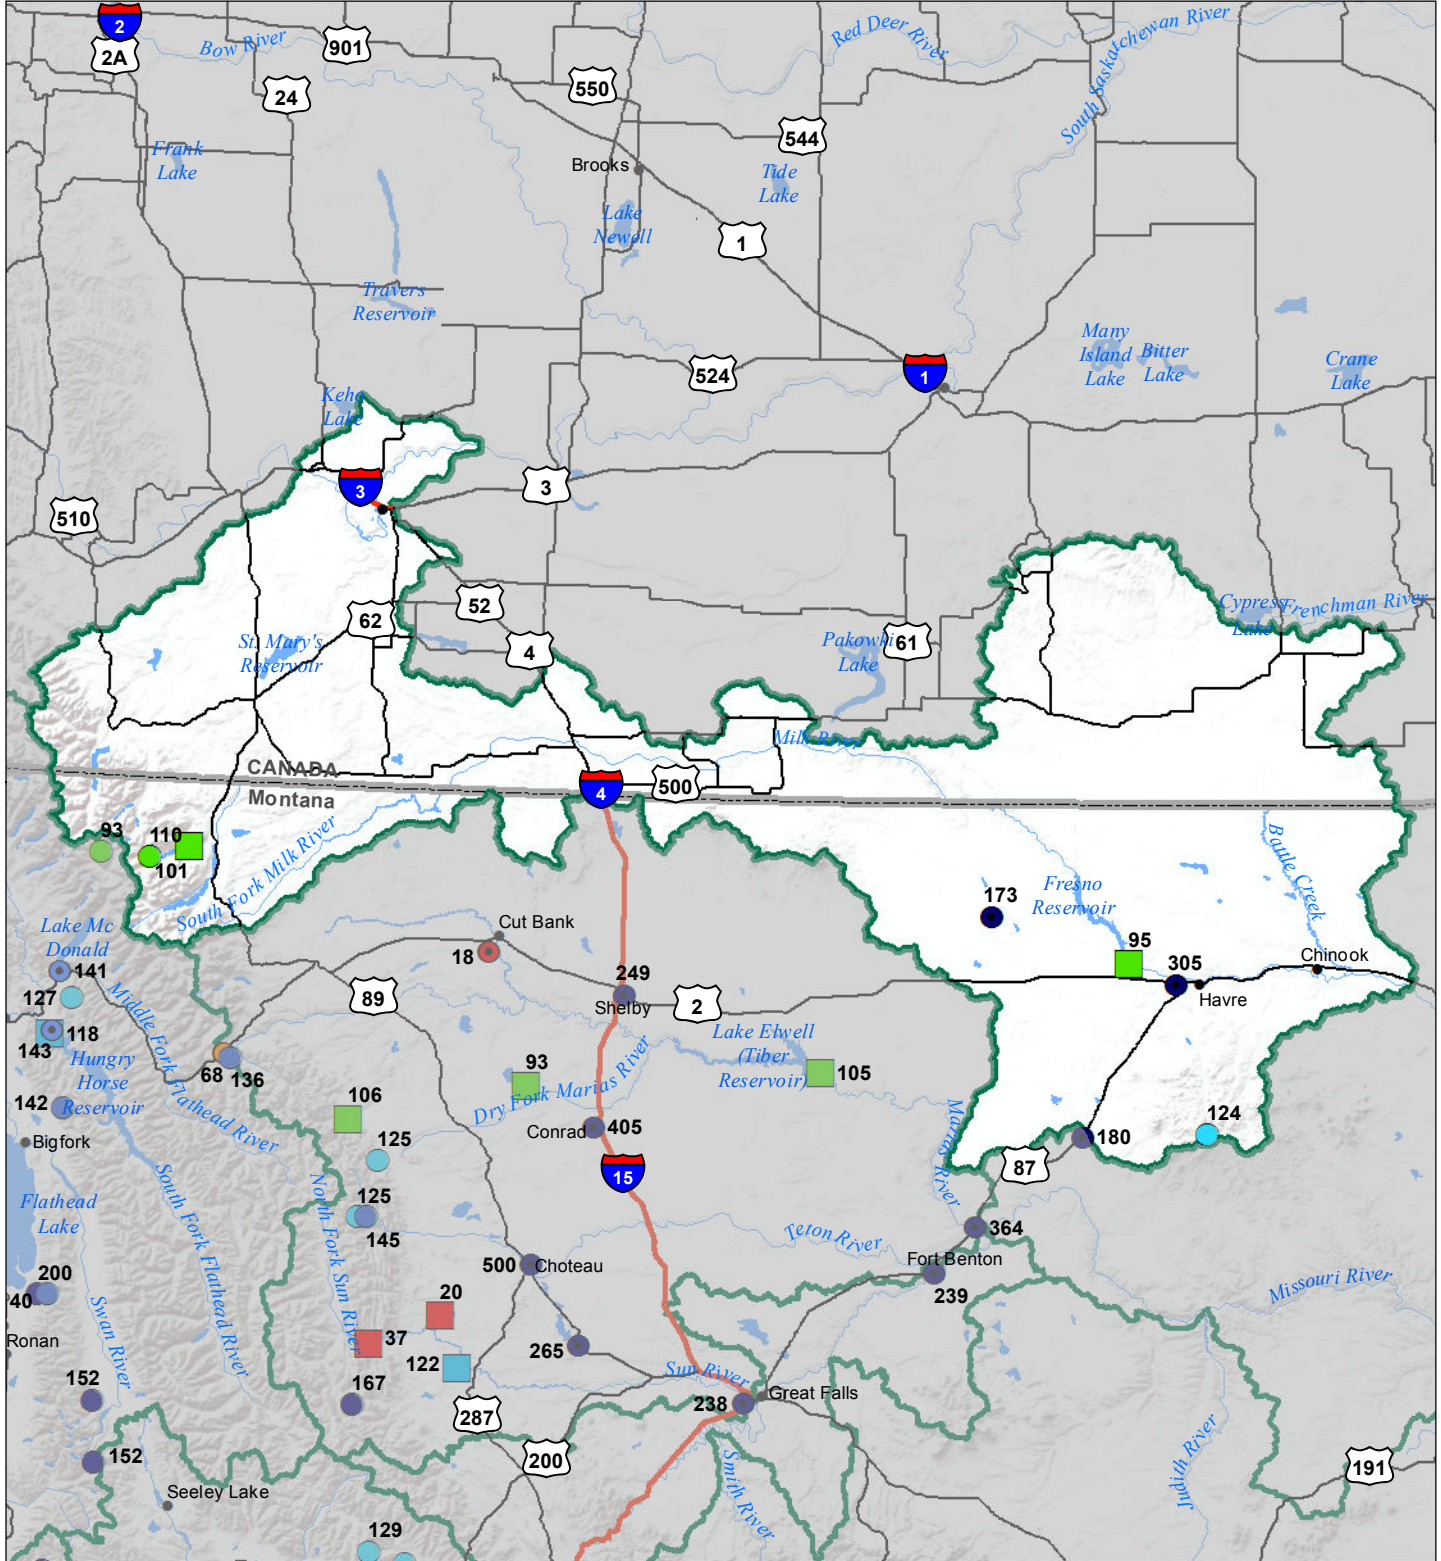 2
2A
Bow River
901
24
550
Red Deer River
South Saskatchewan River
544
Frank
Lake
Brooks
Tide
Lake
Lake
Newell
1
Travers
Reservoir
524
1
Many
Island
Lake
Bitter
Lake
Crane
Lake
Keho
Lake
3
3
510
62
52
4
St. Mary's
Reservoir
Pakowki
Lake
61
Cypress
Lake
Frenchman River
Milk River
CANADA
Montana
4
500
93
110
101
South Fork Milk River
Battle Creek
Fresno
Reservoir
173
95
305
Havre
Chinook
Lake Mc
Donald
141
127
143
118
Hungry
Horse
Reservoir
142
Bigfork
Middle Fork Flathead River
68
136
Cut Bank
18
89
249
Shelby
2
Lake Elwell
(Tiber
Reservoir)
105
93
Dry Fork Marias River
106
125
Conrad
405
15
Marias River
87
180
124
Flathead
Lake
South Fork Flathead River
North Fork Sun River
125
145
Teton River
364
Fort Benton
239
Missouri River
500
Choteau
200
40
Ronan
Swan River
20
37
122
265
Sun River
Great Falls
238
152
167
287
200
152
Seeley Lake
Smith River
Judith River
191
129